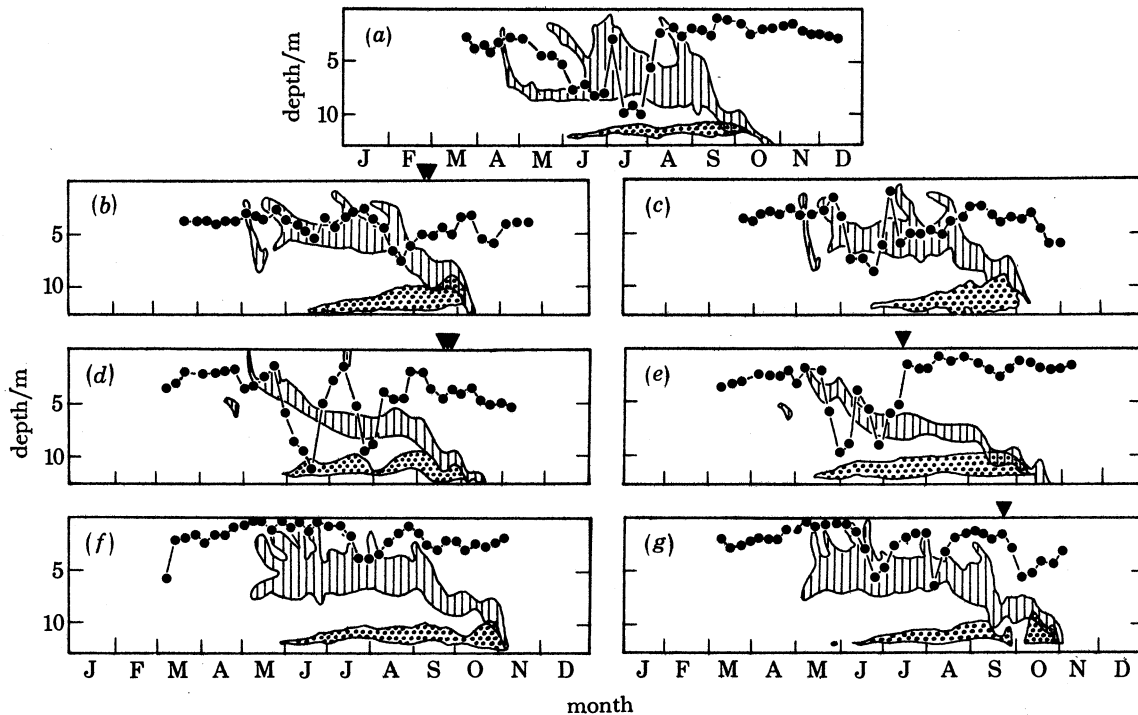 (a)
depth/m
5
10
J F M A M J J A S O N D
(b)
(c)
5
10
(d)
(e)
depth/m
5
10
(f)
(g)
5
10
J F M A M J J A S O N D
J F M A M J J A S O N D
month